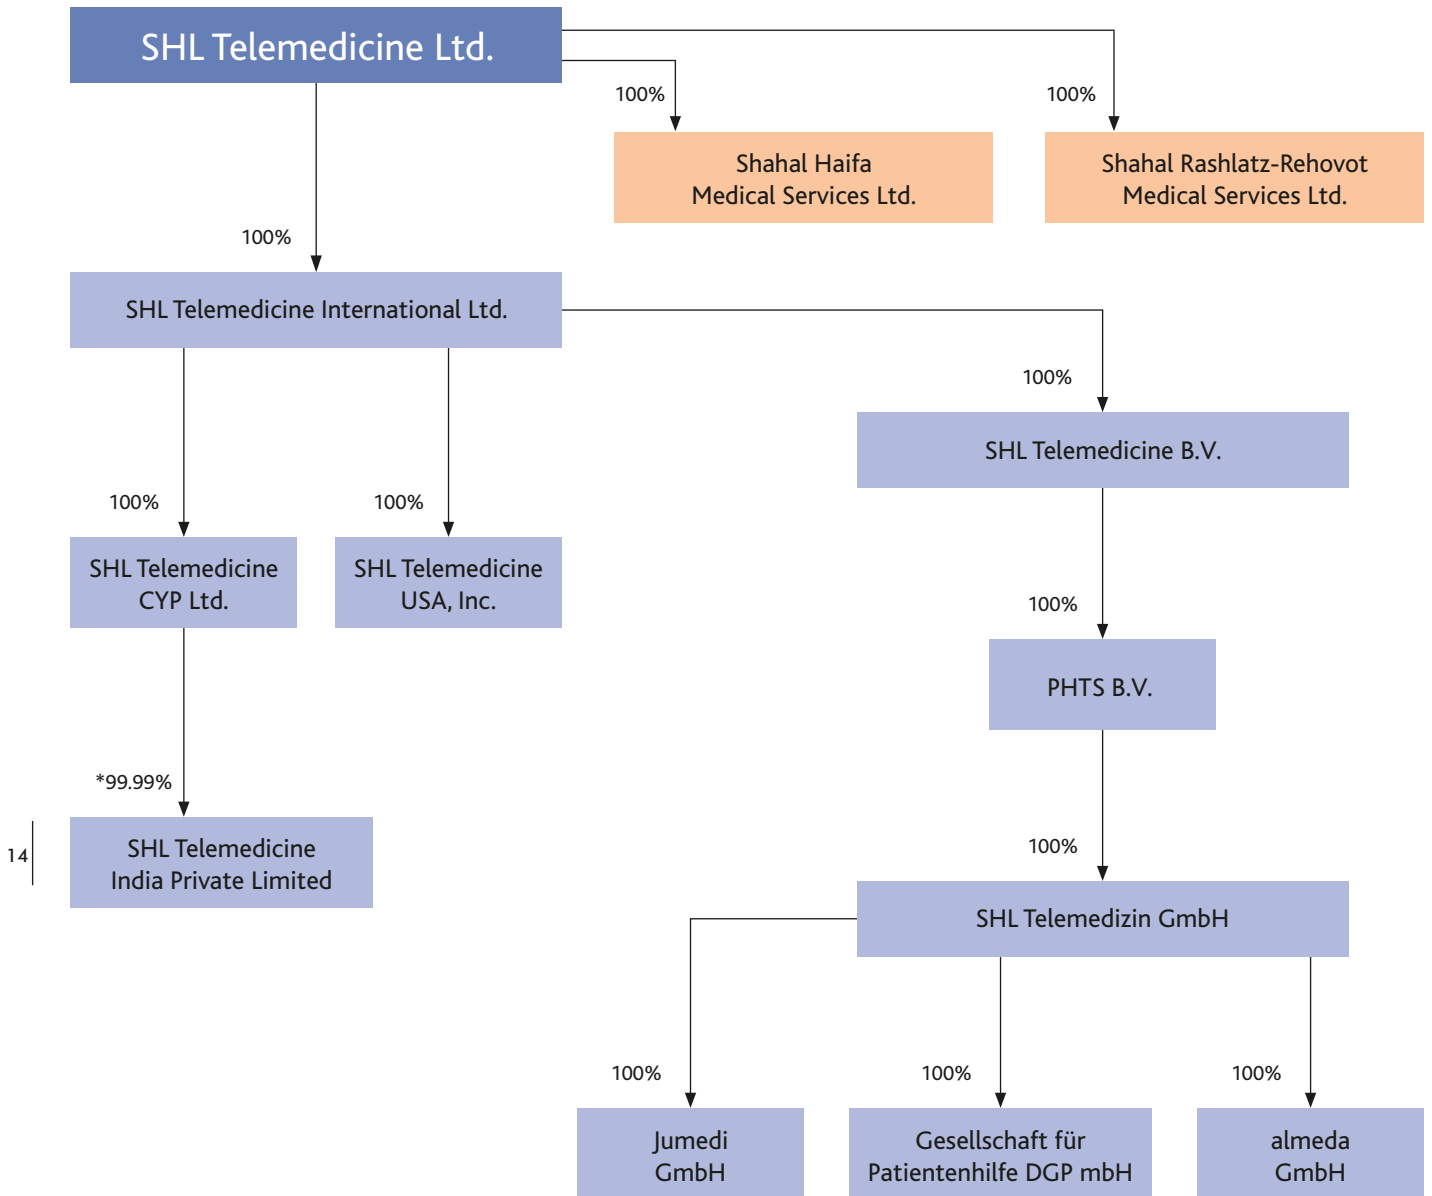 SHL Telemedicine Ltd.
100%
100%
Shahal Haifa
Medical Services Ltd.
Shahal Rashlatz-Rehovot
Medical Services Ltd.
100%
SHL Telemedicine International Ltd.
100%
SHL Telemedicine B.V.
100%
100%
SHL Telemedicine
CYP Ltd.
SHL Telemedicine
USA, Inc.
100%
PHTS B.V.
*99.99%
SHL Telemedicine
India Private Limited
14
100%
SHL Telemedizin GmbH
100%
100%
100%
Jumedi
GmbH
Gesellschaft für
Patientenhilfe DGP mbH
almeda
GmbH